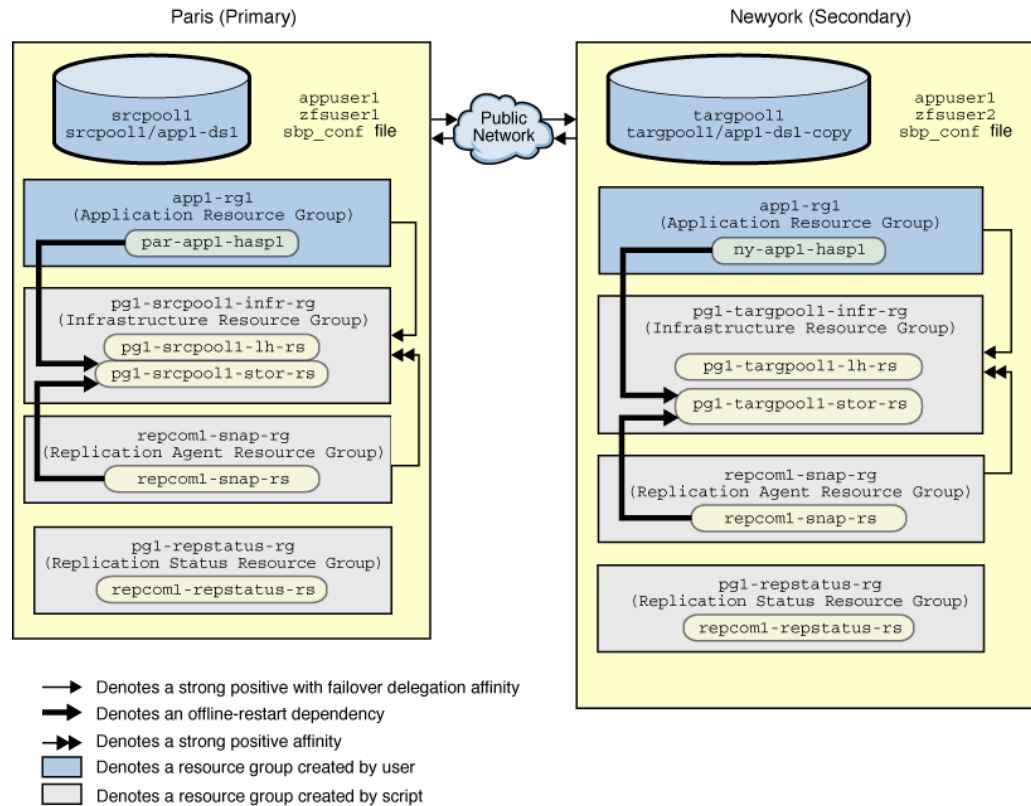 Paris (Primary)
srcpool1
srcpool1/app1-ds1
appuser1
zfsuser1
sbp_conf file
app1-rg1
(Application Resource Group)
par-app1-hasp1
pg1-srcpool1-infr-rg
(Infrastructure Resource Group)
pg1-srcpool1-lh-rs
pg1-srcpool1-stor-rs
repcom1-snap-rg
(Replication Agent Resource Group)
repcom1-snap-rs
pg1-repstatus-rg
(Replication Status Resource Group)
repcom1-repstatus-rs
Public
Network
Newyork (Secondary)
targpool1
targpool1/app1-ds1-copy
appuser1
zfsuser2
sbp_conf file
app1-rg1
(Application Resource Group)
ny-app1-hasp1
pg1-targpool1-infr-rg
(Infrastructure Resource Group)
pg1-targpool1-lh-rs
pg1-targpool1-stor-rs
repcom1-snap-rg
(Replication Agent Resource Group)
repcom1-snap-rs
pg1-repstatus-rg
(Replication Status Resource Group)
repcom1-repstatus-rs
Denotes a strong positive with failover delegation affinity
Denotes an offline-restart dependency
Denotes a strong positive affinity
Denotes a resource group created by user
Denotes a resource group created by script